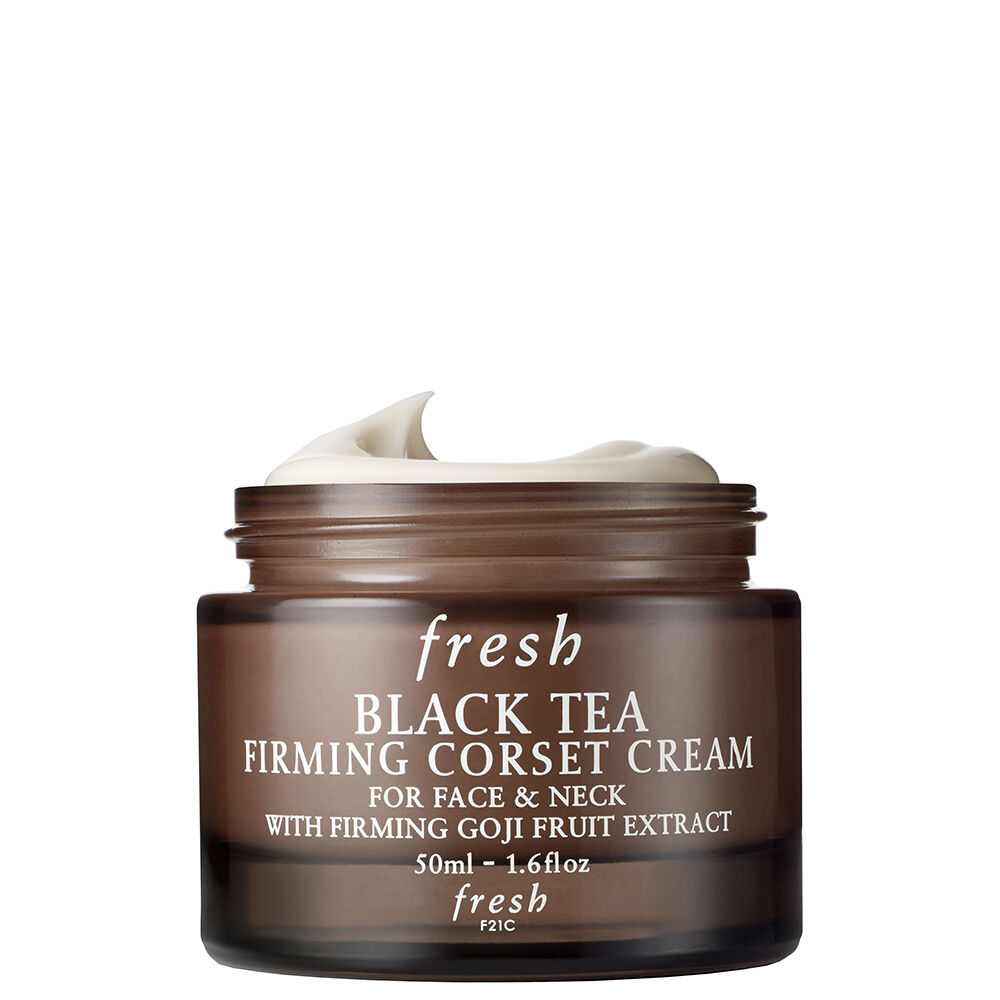 fresh
BLACK TEA
FIRMING CORSET CREAM
FOR FACE & NECK
WITH FIRMING GOJI FRUIT EXTRACT
50ml - 1.6floz
fresh
F21C